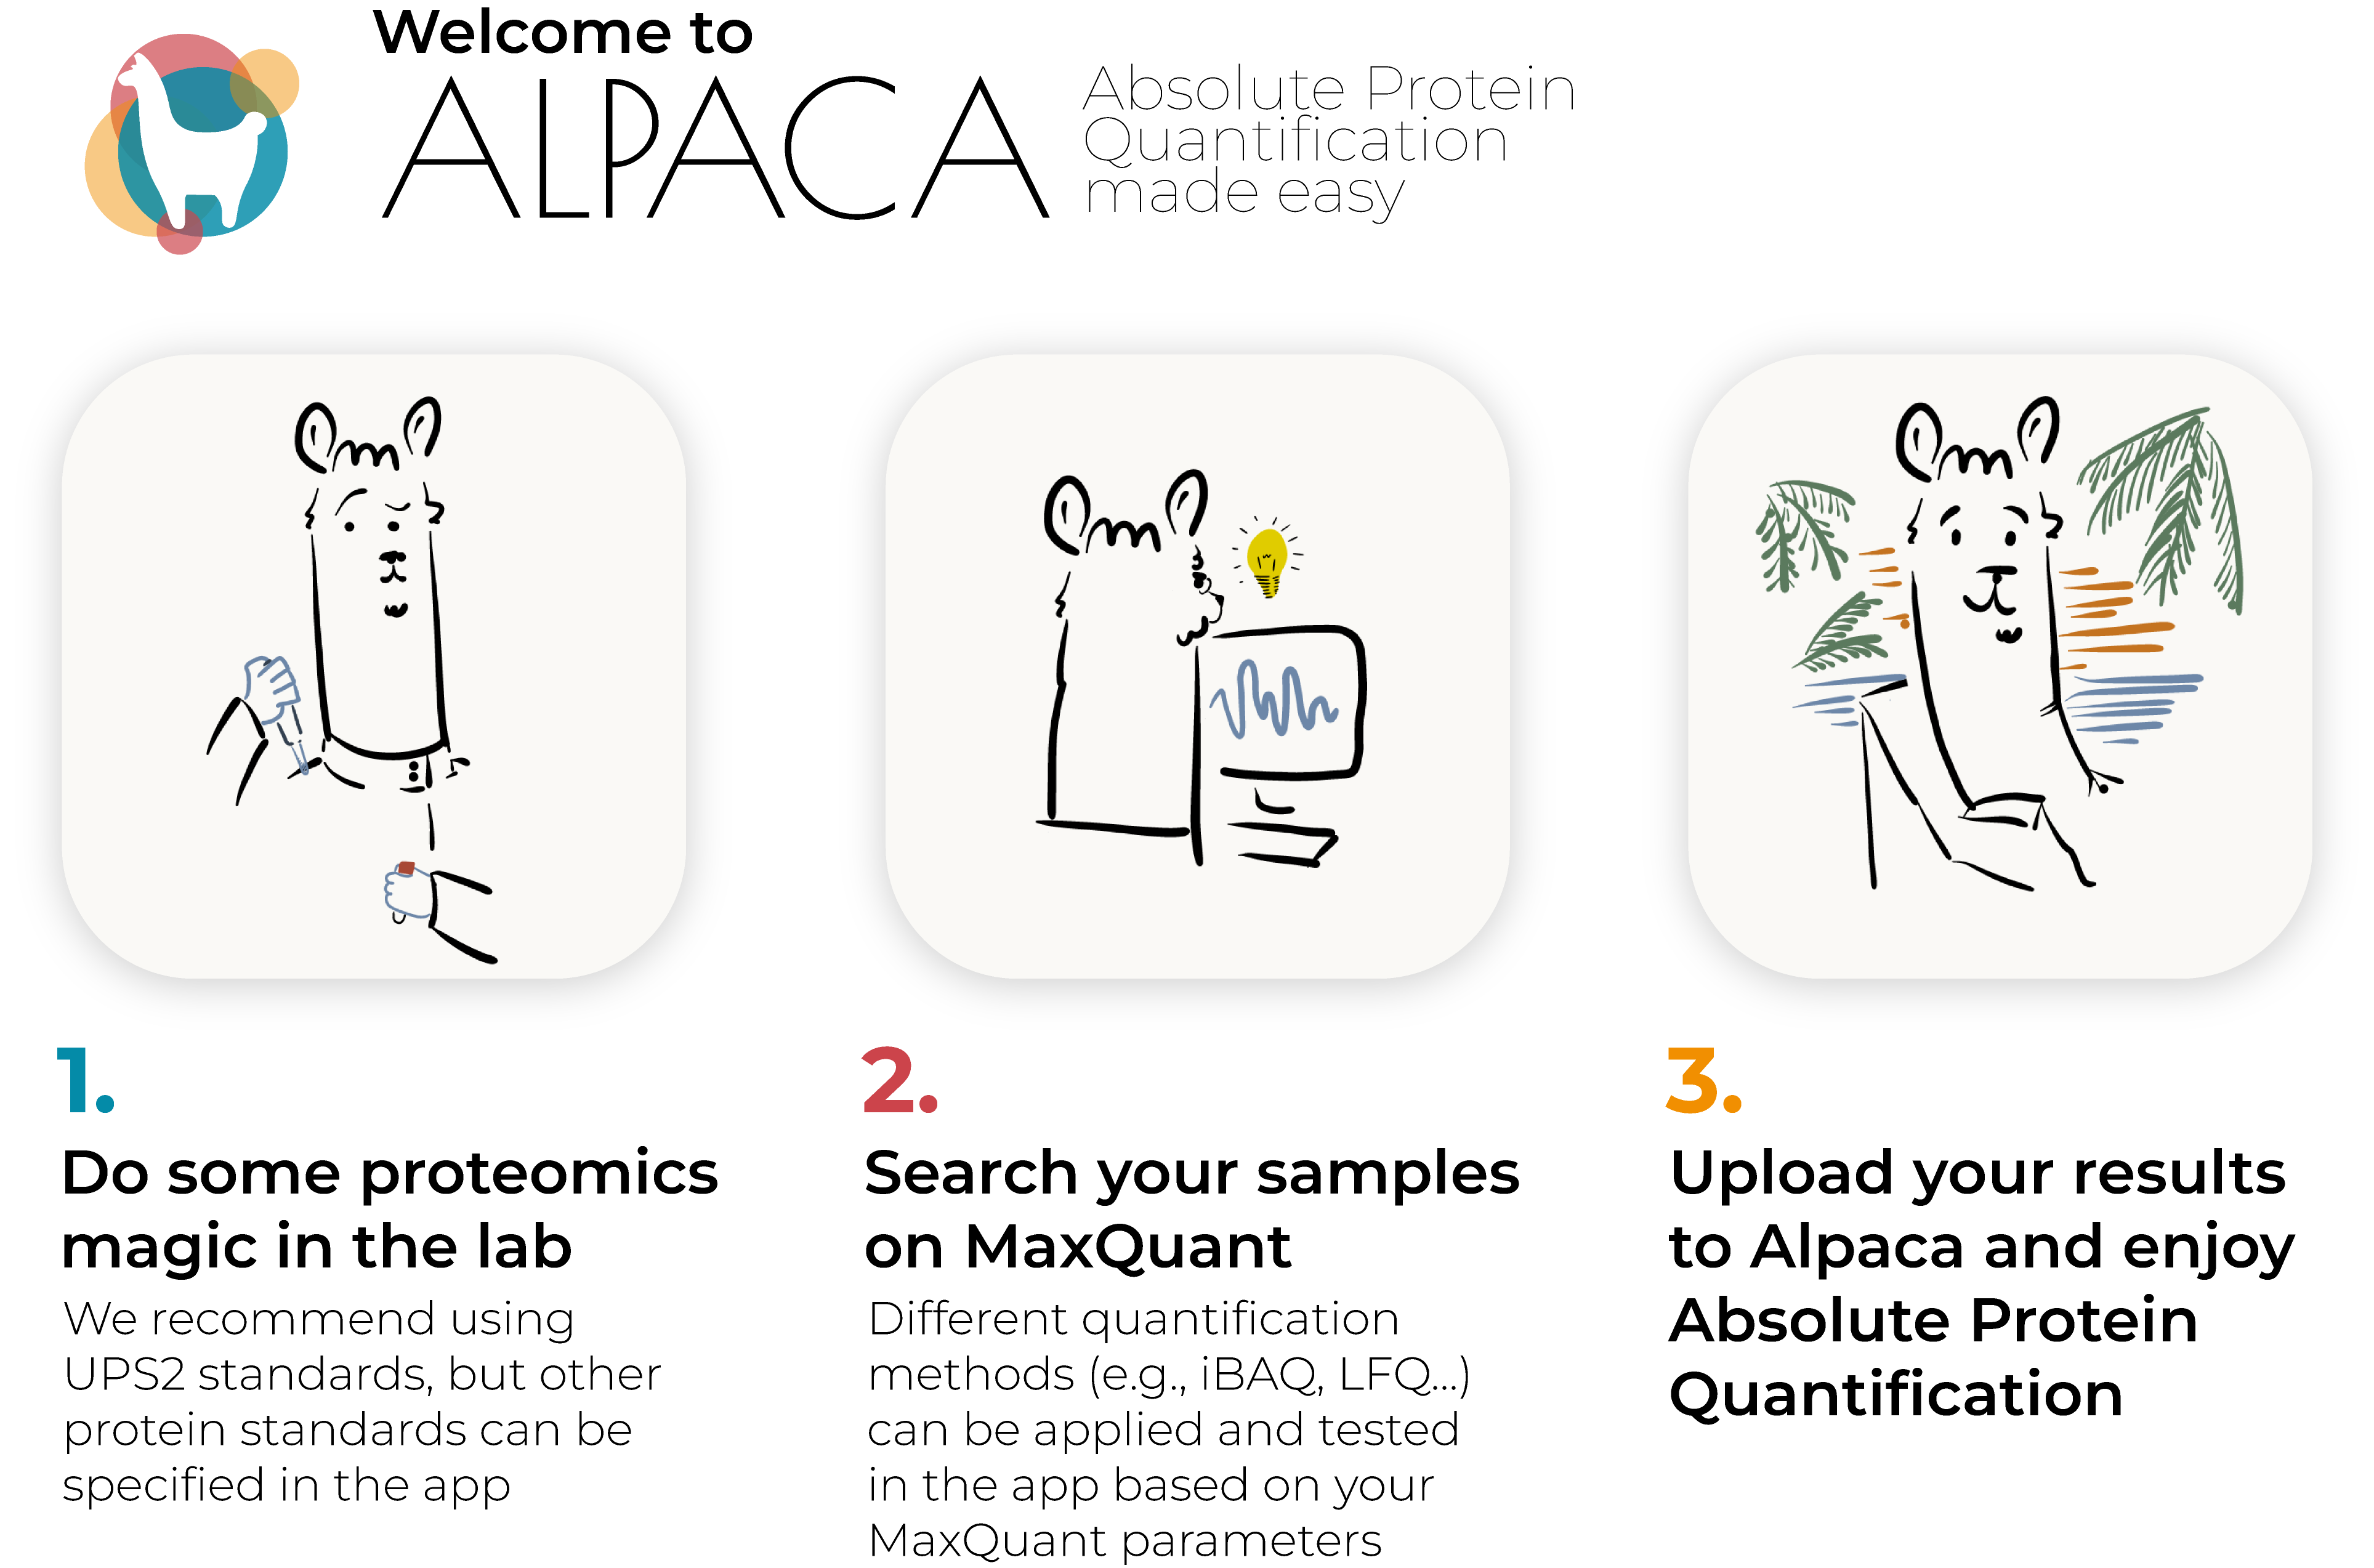 Welcome to
ALPACA
Absolute Protein
Quantification
made easy
1.
Do some proteomics
magic in the lab
We recommend using
UPS2 standards, but other
protein standards can be
specified in the app
2.
Search your samples
on MaxQuant
Different quantification
methods (e.g., iBAQ, LFQ...)
can be applied and tested
in the app based on your
MaxQuant parameters
3.
Upload your results
to Alpaca and enjoy
Absolute Protein
Quantification